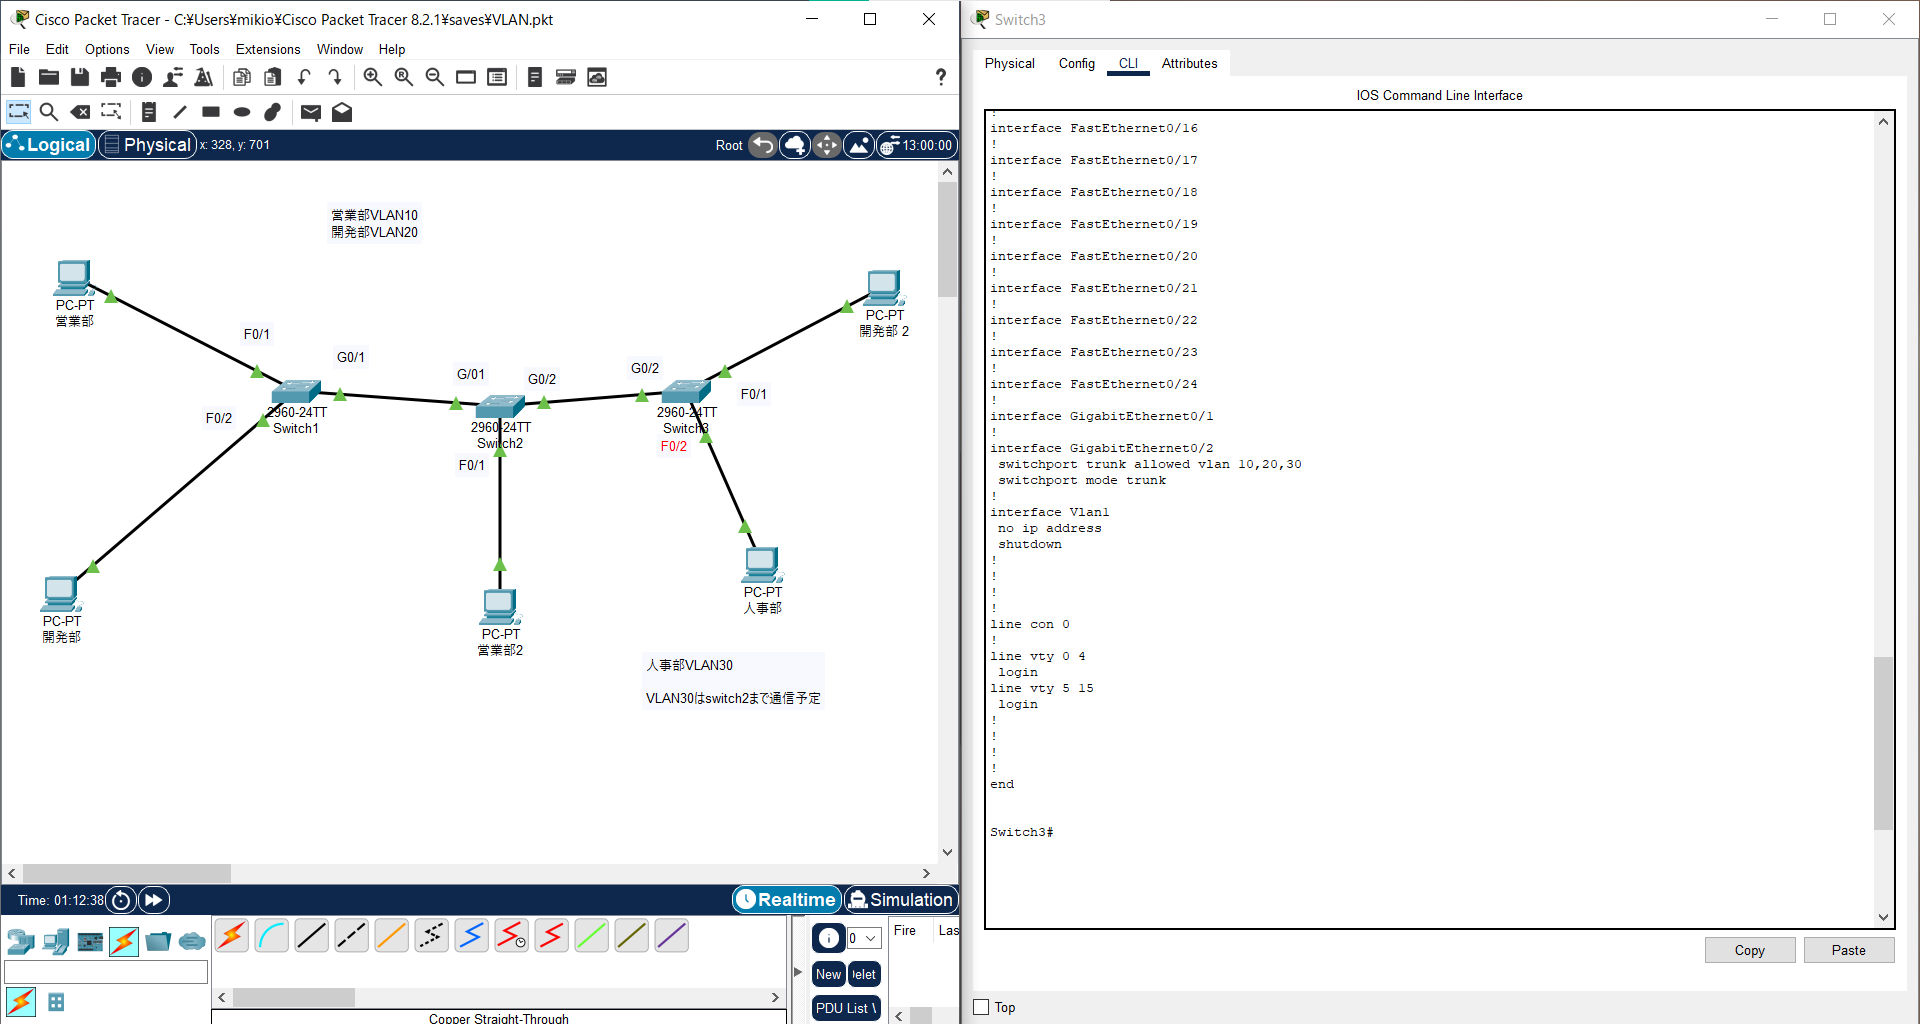 Cisco Packet Tracer - C:¥Users¥mikio¥Cisco Packet Tracer 8.2.1¥saves¥VLAN.pkt
File Edit Options View Tools Extensions Window Help
Logical Physical x: 328, y: 701 Root 13:00:00
営業部VLAN10
開発部VLAN20
PC-PT
営業部
PC-PT
開発部 2
F0/1
G0/1
G/01
G0/2
G0/2
F0/1
F0/2
2960-24TT
Switch1
2960-24TT
Switch2
2960-24TT
Switch3
F0/2
F0/1
PC-PT
開発部
PC-PT
営業部2
PC-PT
人事部
人事部VLAN30
VLAN30はswitch2まで通信予定
Time: 01:12:38 Realtime Simulation
0
Fire Las
New elet
PDU List
Copper Straight-Through
Switch3
Physical Config CLI Attributes
IOS Command Line Interface
!
interface FastEthernet0/16
!
interface FastEthernet0/17
!
interface FastEthernet0/18
!
interface FastEthernet0/19
!
interface FastEthernet0/20
!
interface FastEthernet0/21
!
interface FastEthernet0/22
!
interface FastEthernet0/23
!
interface FastEthernet0/24
!
interface GigabitEthernet0/1
!
interface GigabitEthernet0/2
switchport trunk allowed vlan 10,20,30
switchport mode trunk
!
interface Vlan1
no ip address
shutdown
!
!
!
!
line con 0
!
line vty 0 4
login
line vty 5 15
login
!
!
!
!
end
Switch3#
Copy Paste
Top